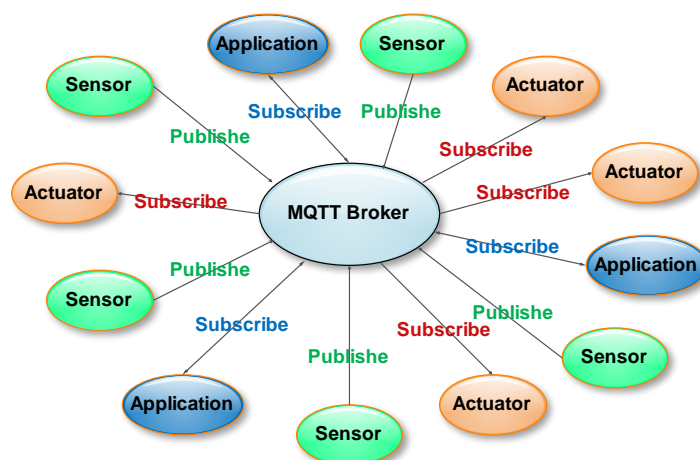 Application
Sensor
Sensor
Actuator
Subscribe
Publishe
Publishe
Subscribe
Actuator
Actuator
Subscribe
Subscribe
MQTT Broker
Subscribe
Application
Publishe
Sensor
Publishe
Subscribe
Subscribe
Publishe
Sensor
Application
Actuator
Sensor